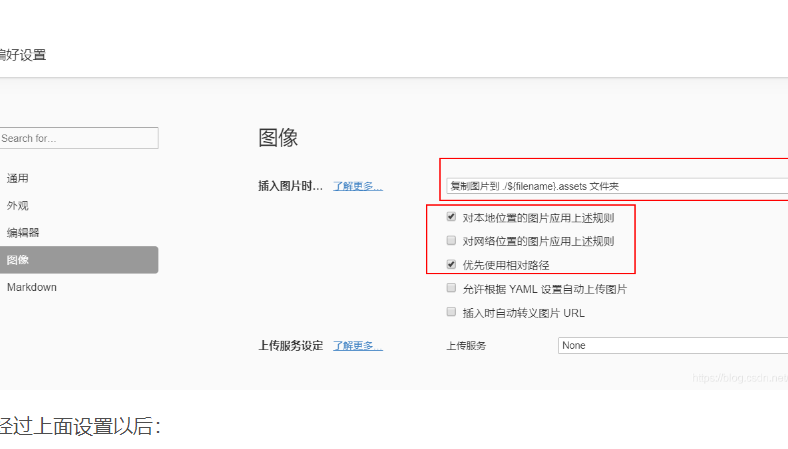 偏好设置
Search for...
通用
外观
编辑器
图像
Markdown
图像
插入图片时... 了解更多...
复制图片到 ./${filename}.assets 文件夹
对本地位置的图片应用上述规则
对网络位置的图片应用上述规则
优先使用相对路径
允许根据 YAML 设置自动上传图片
插入时自动转义图片 URL
上传服务设定 了解更多... 上传服务 None
https://blog.csdn.net
经过上面设置以后：